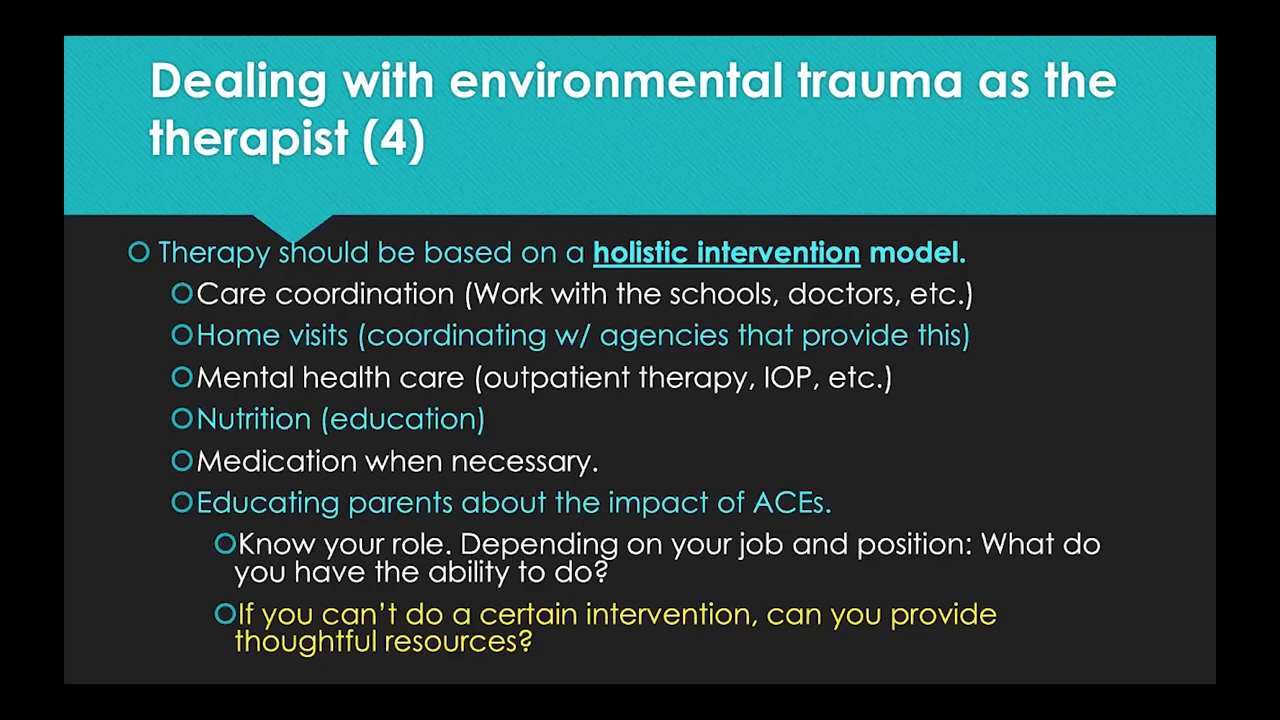 Dealing with environmental trauma as the
therapist (4)
Therapy should be based on a holistic intervention model.
Care coordination (Work with the schools, doctors, etc.)
Home visits (coordinating w/ agencies that provide this)
Mental health care (outpatient therapy, IOP, etc.)
Nutrition (education)
Medication when necessary.
Educating parents about the impact of ACEs.
Know your role. Depending on your job and position: What do
you have the ability to do?
If you can’t do a certain intervention, can you provide
thoughtful resources?